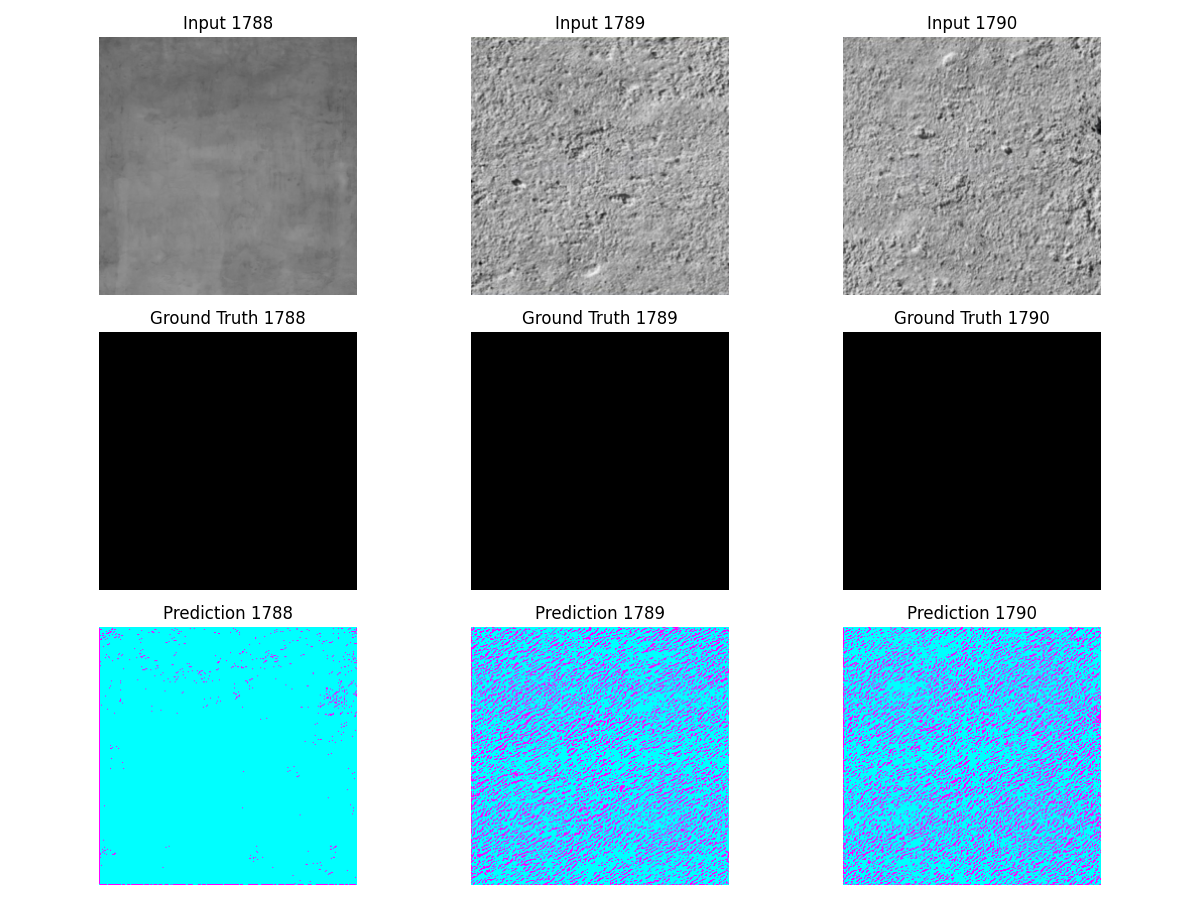 Input 1788
Input 1789
Input 1790
Ground Truth 1788
Ground Truth 1789
Ground Truth 1790
Prediction 1788
Prediction 1789
Prediction 1790